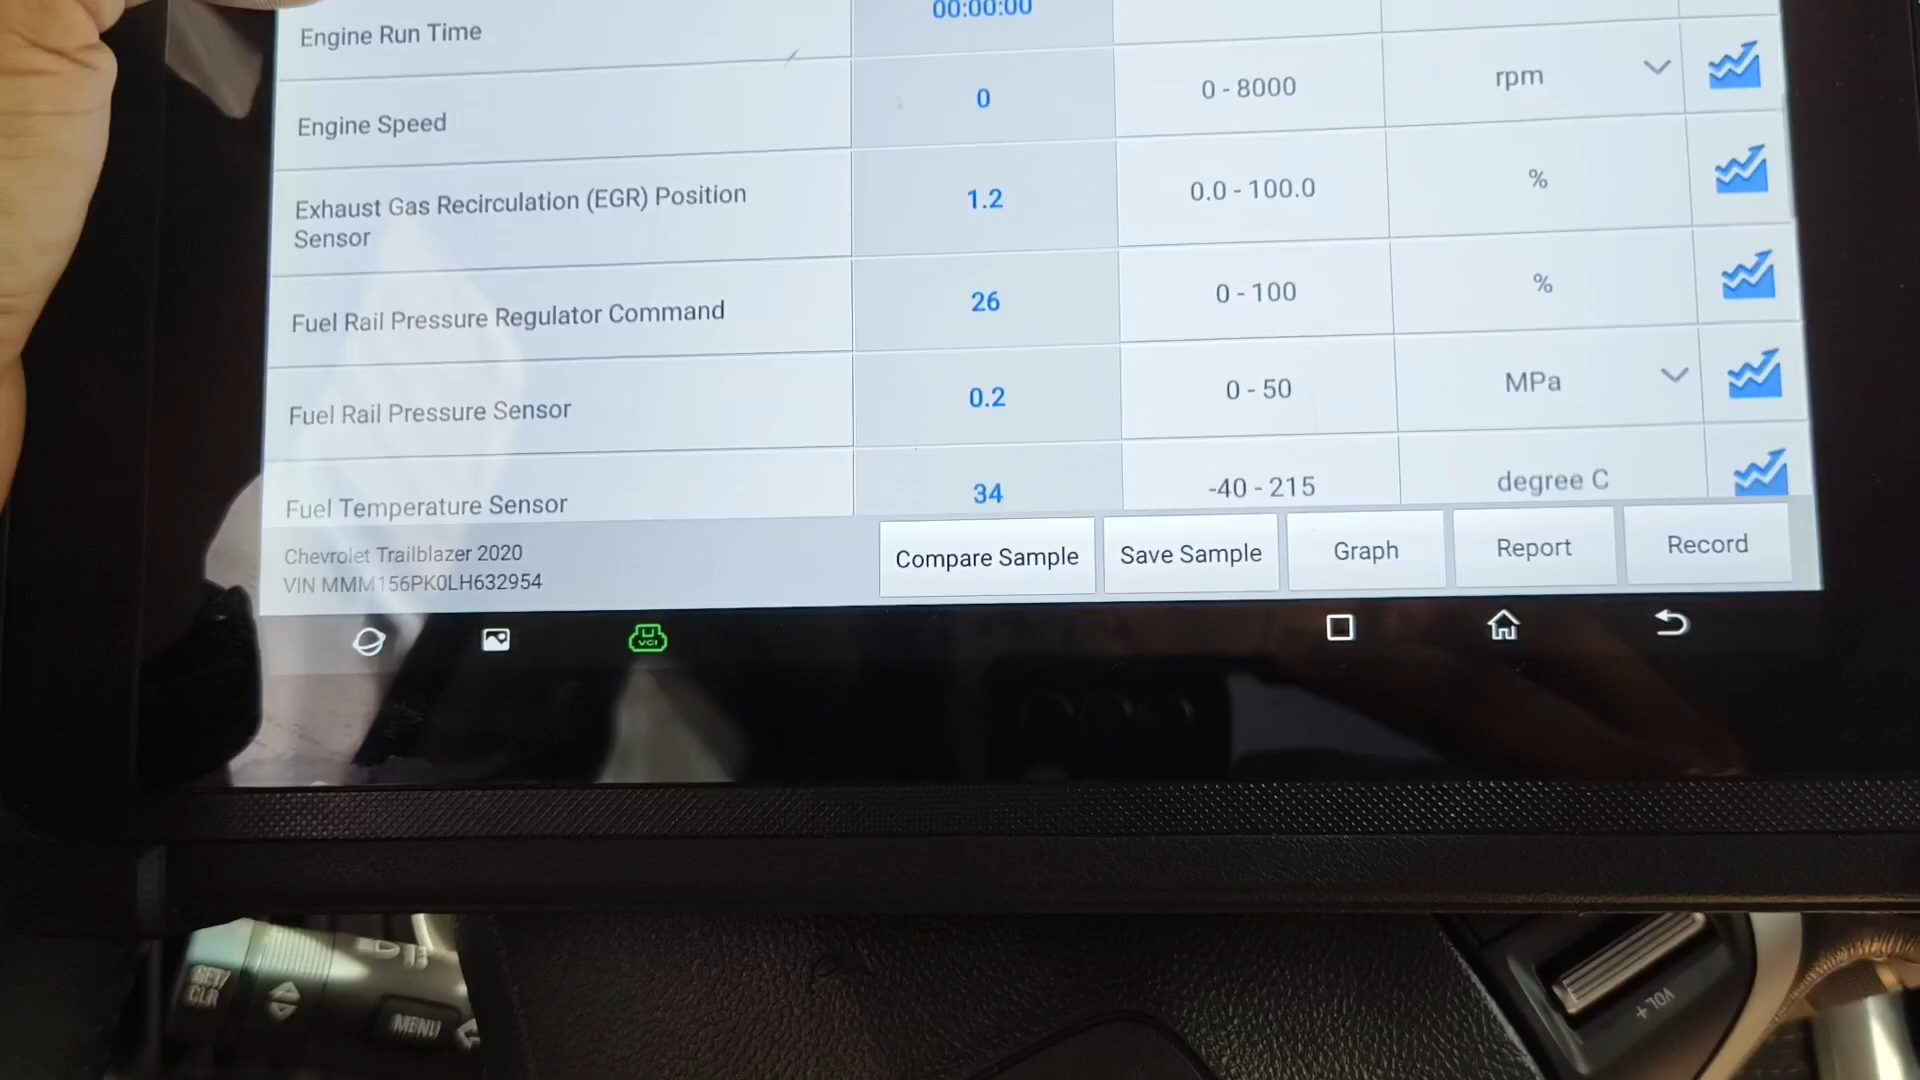 Engine Run Time 00:00:00
Engine Speed 0 0 - 8000 rpm
Exhaust Gas Recirculation (EGR) Position
Sensor 1.2 0.0 - 100.0 %
Fuel Rail Pressure Regulator Command 26 0 - 100 %
Fuel Rail Pressure Sensor 0.2 0 - 50 MPa
Fuel Temperature Sensor 34 -40 - 215 degree C
Chevrolet Trailblazer 2020
VIN MMM156PK0LH632954
Compare Sample Save Sample Graph Report Record
VCI
SET/
CLR
MENU
VOL +